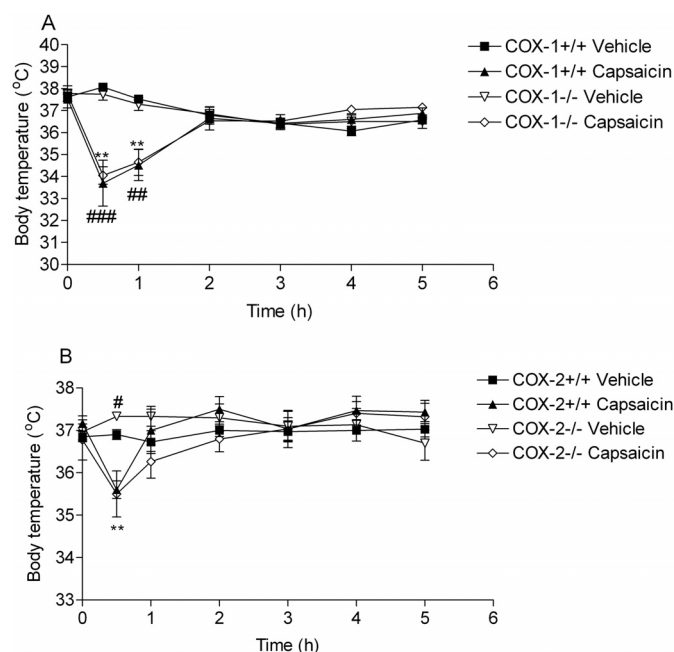 A
40
39
38
37
36
35
34
33
32
31
30
Body temperature (°C)
**
**
###
##
0
1
2
3
4
5
6
Time (h)
COX-1+/+ Vehicle
COX-1+/+ Capsaicin
COX-1-/- Vehicle
COX-1-/- Capsaicin
B
38
37
36
35
34
33
Body temperature (°C)
#
**
0
1
2
3
4
5
6
Time (h)
COX-2+/+ Vehicle
COX-2+/+ Capsaicin
COX-2-/- Vehicle
COX-2-/- Capsaicin